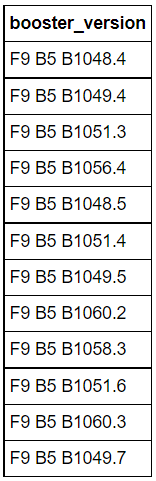 booster_version
F9 B5 B1048.4
F9 B5 B1049.4
F9 B5 B1051.3
F9 B5 B1056.4
F9 B5 B1048.5
F9 B5 B1051.4
F9 B5 B1049.5
F9 B5 B1060.2
F9 B5 B1058.3
F9 B5 B1051.6
F9 B5 B1060.3
F9 B5 B1049.7